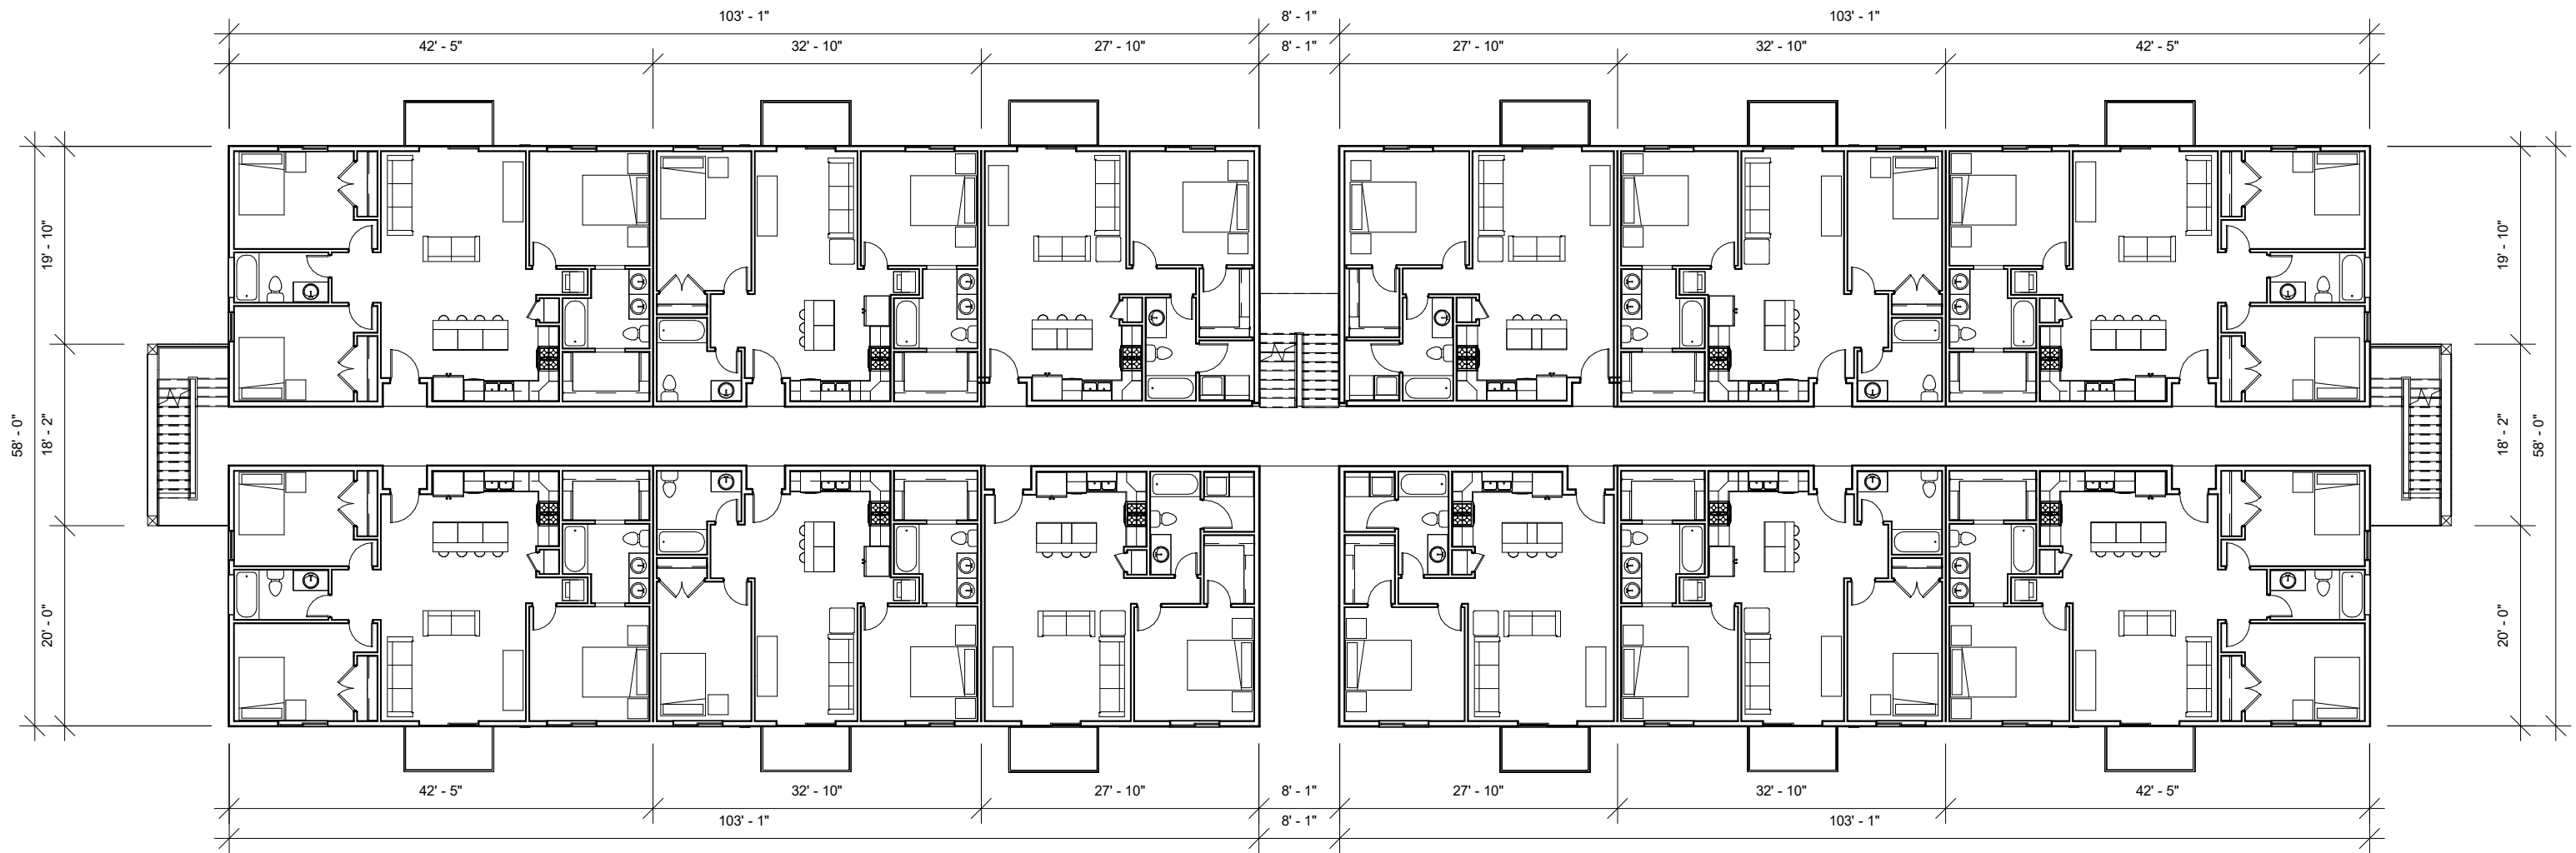 103' - 1" 8' - 1" 103' - 1"
42' - 5" 32' - 10" 27' - 10" 8' - 1" 27' - 10" 32' - 10" 42' - 5"
58' - 0"
19' - 10"
18' - 2"
20' - 0"
19' - 10"
18' - 2"
20' - 0"
58' - 0"
42' - 5" 32' - 10" 27' - 10" 8' - 1" 27' - 10" 32' - 10" 42' - 5"
103' - 1" 8' - 1" 103' - 1"